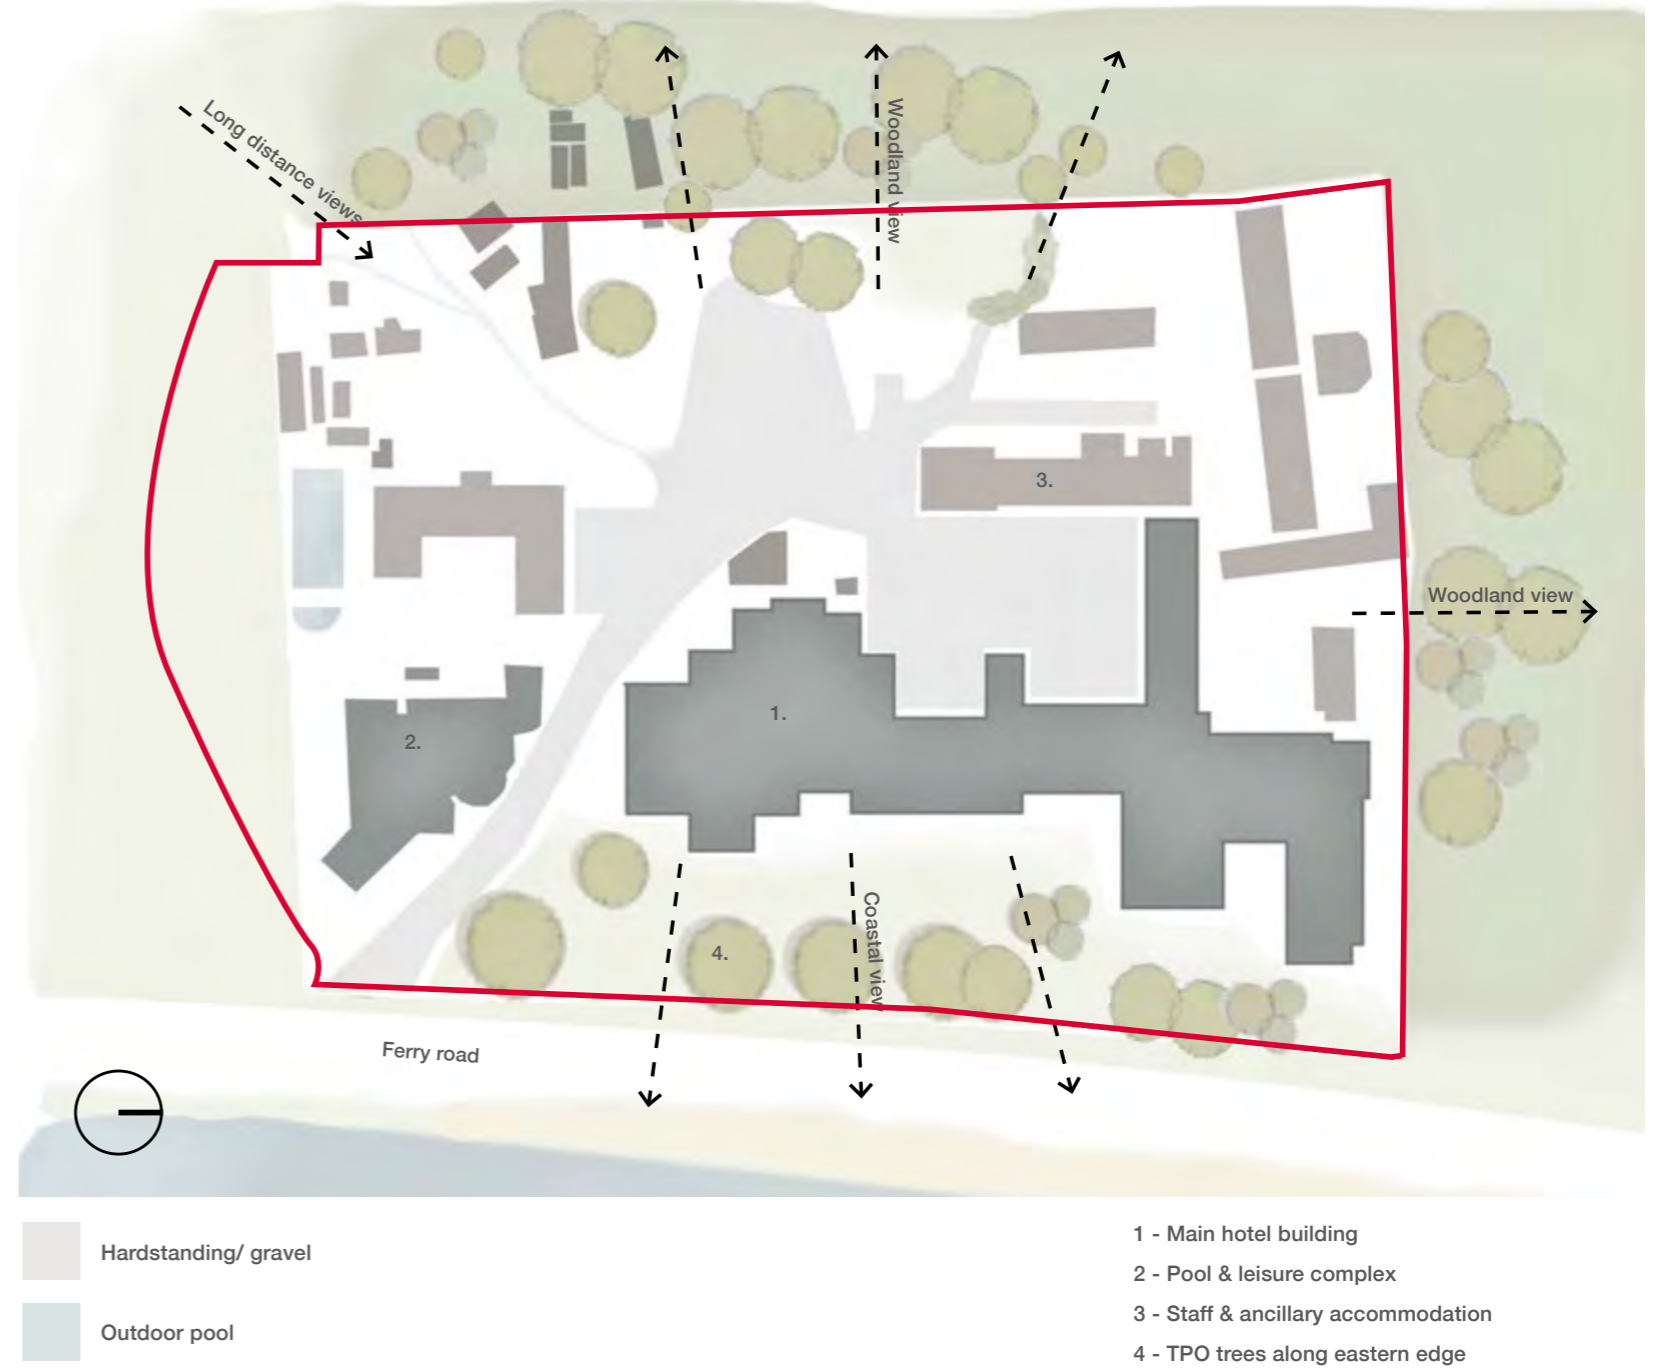 Long distance views
Woodland view
3.
Woodland view
1.
2.
4.
Coastal view
Ferry road
Hardstanding/ gravel
Outdoor pool
1 - Main hotel building
2 - Pool & leisure complex
3 - Staff & ancillary accommodation
4 - TPO trees along eastern edge